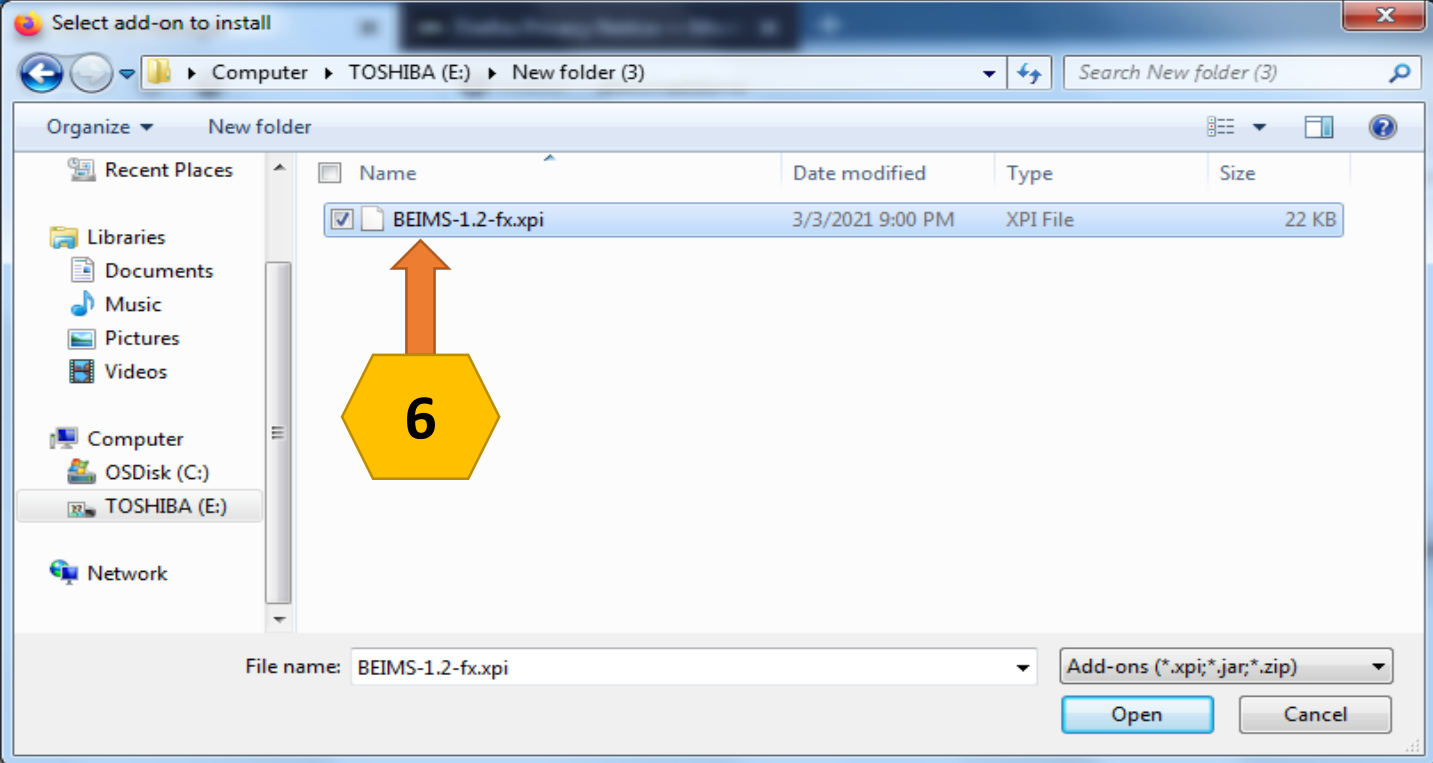 Select add-on to install
Computer TOSHIBA (E:) New folder (3)
Search New folder (3)
Organize New folder
Recent Places
Libraries
Documents
Music
Pictures
Videos
Computer
OSDisk (C:)
TOSHIBA (E:)
Network
Name Date modified Type Size
BEIMS-1.2-fx.xpi 3/3/2021 9:00 PM XPI File 22 KB
6
File name: BEIMS-1.2-fx.xpi Add-ons (*.xpi;*.jar;*.zip)
Open Cancel